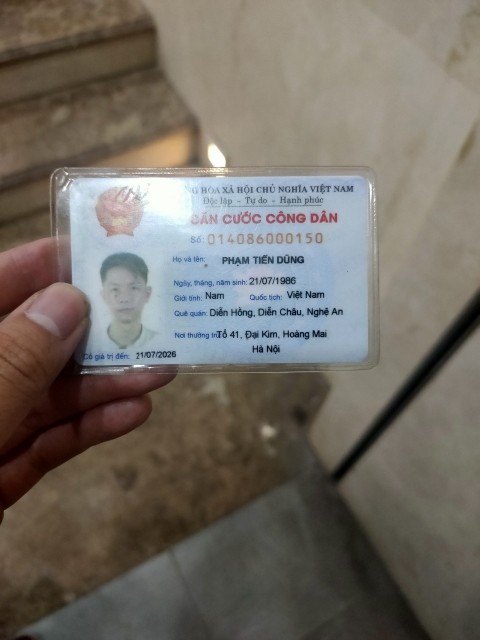 HÒA XÃ HỘI CHỦ NGHĨA VIỆT NAM
Độc lập - Tự do - Hạnh phúc
CĂN CƯỚC CÔNG DÂN
Số: 014086000150
Họ và tên: PHẠM TIẾN DŨNG
Ngày, tháng, năm sinh: 21/07/1986
Giới tính: Nam Quốc tịch: Việt Nam
Quê quán: Diễn Hồng, Diễn Châu, Nghệ An
Nơi thường Tổ 41, Đại Kim, Hoàng Mai
Hà Nội
Có giá trị đến: 21/07/2026